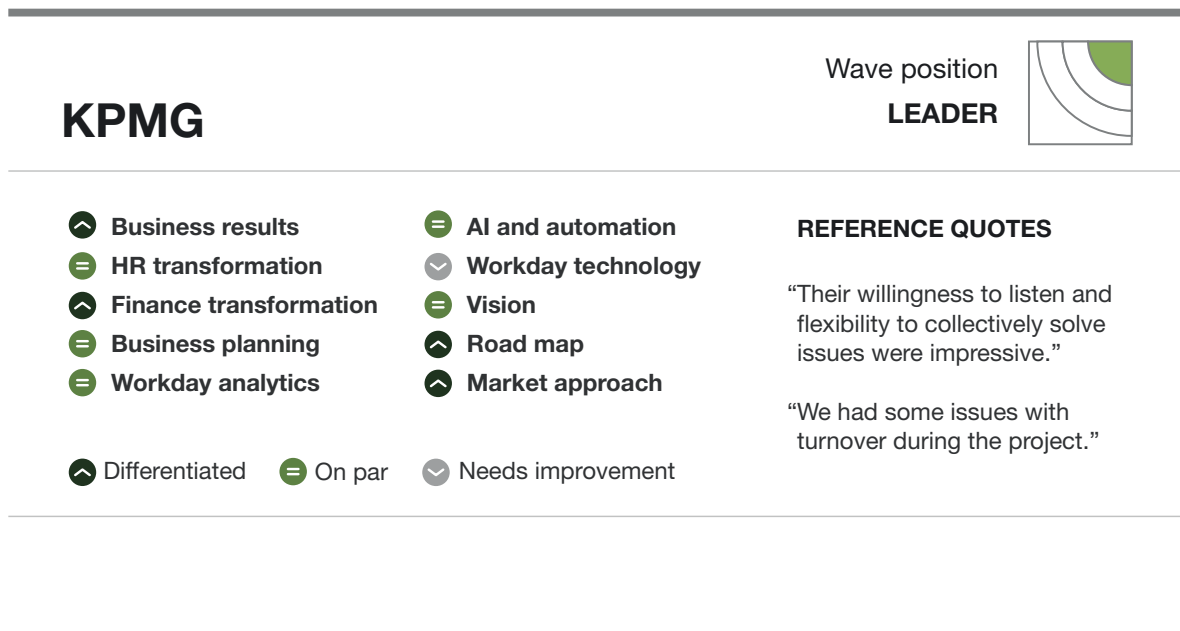 Wave position
LEADER
KPMG
Business results
HR transformation
Finance transformation
Business planning
Workday analytics
AI and automation
Workday technology
Vision
Road map
Market approach
Differentiated
On par
Needs improvement
REFERENCE QUOTES
“Their willingness to listen and
flexibility to collectively solve
issues were impressive.”
“We had some issues with
turnover during the project.”